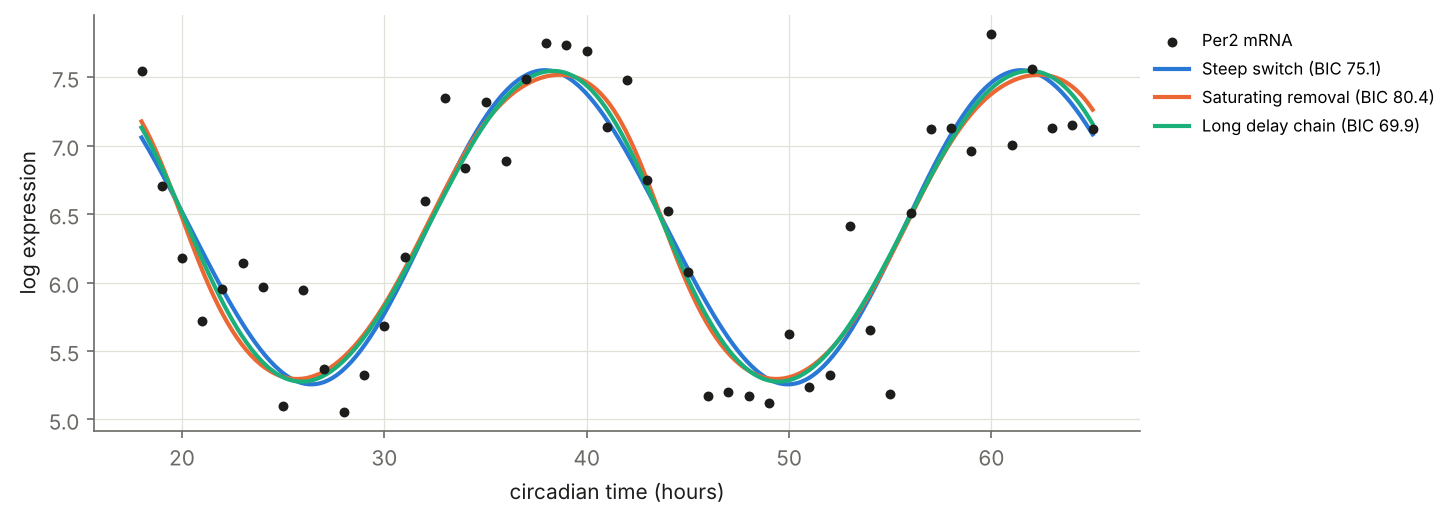 Per2 mRNA
Steep switch (BIC 75.1)
Saturating removal (BIC 80.4)
Long delay chain (BIC 69.9)
log expression
7.5
7.0
6.5
6.0
5.5
5.0
20 30 40 50 60
circadian time (hours)